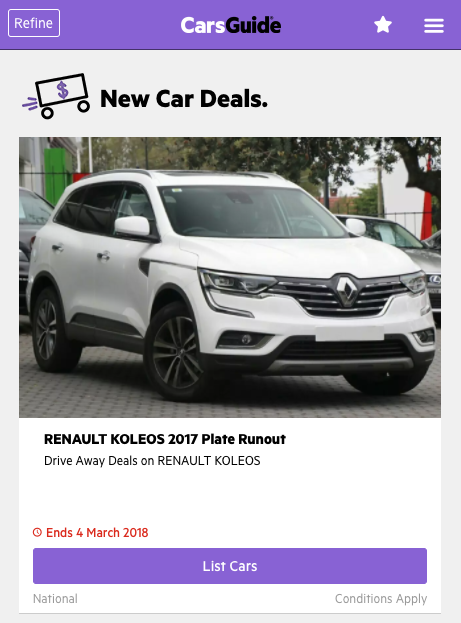 Refine
CarsGuide
$
New Car Deals.
RENAULT KOLEOS 2017 Plate Runout
Drive Away Deals on RENAULT KOLEOS
Ends 4 March 2018
List Cars
National
Conditions Apply